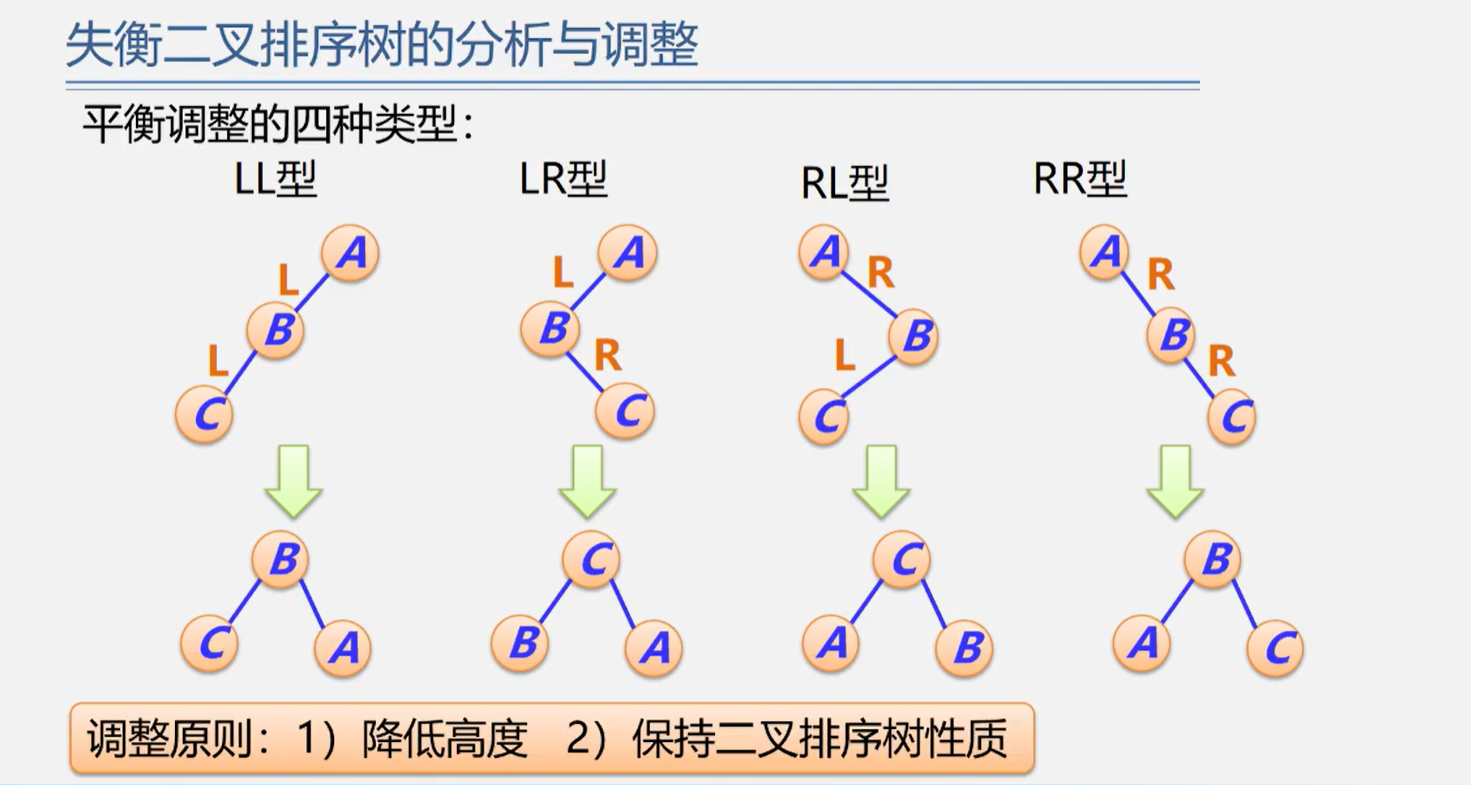 失衡二叉排序树的分析与调整
平衡调整的四种类型：
LL型 LR型 RL型 RR型
A A A A
L L R R
B B B B
L R L R
C C C C
B C C B
C A B A A B A C
调整原则：1）降低高度 2）保持二叉排序树性质